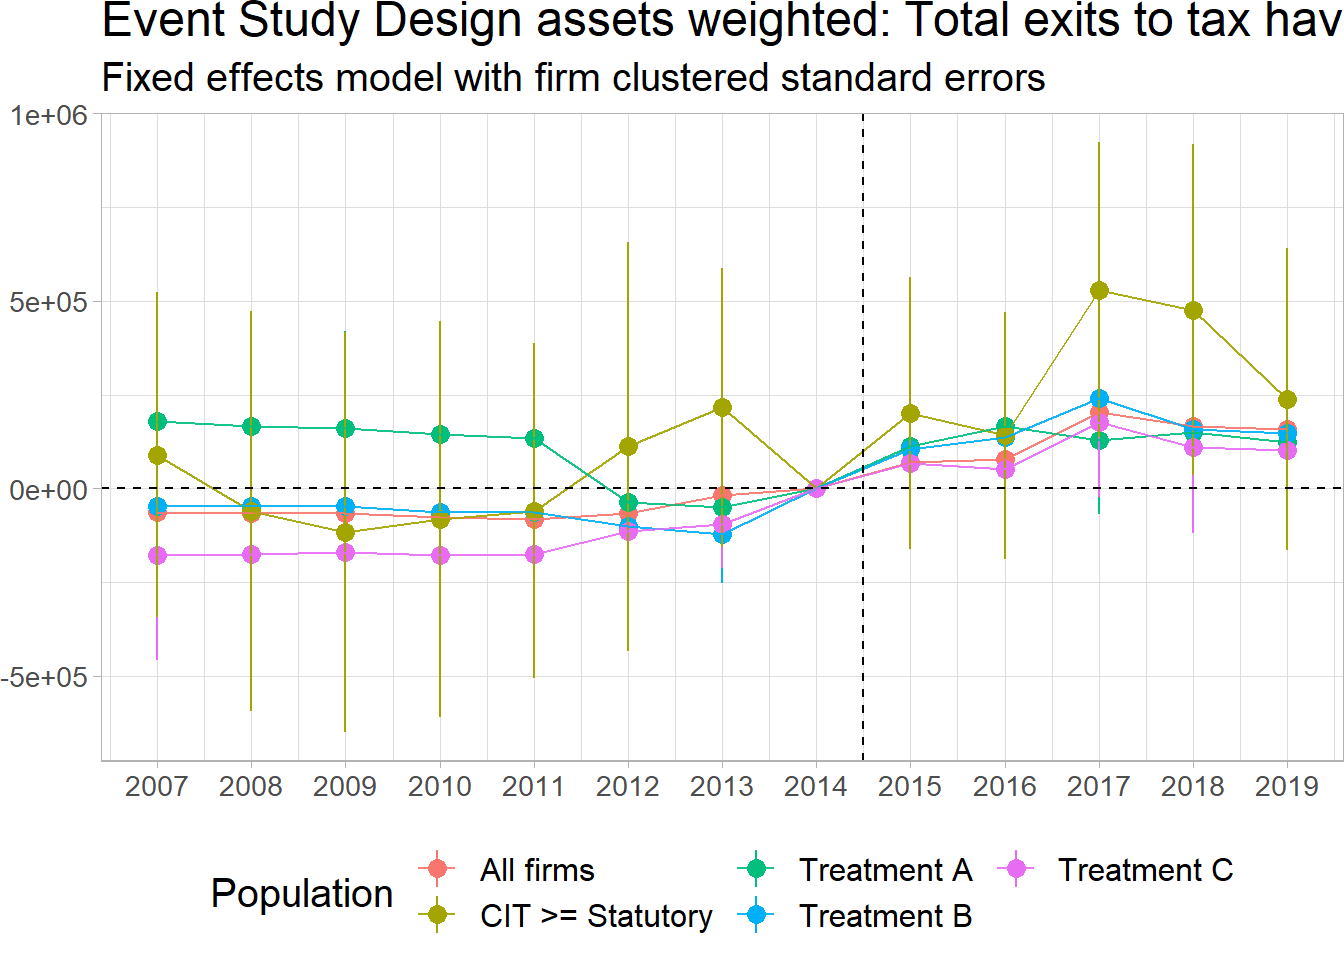 Event Study Design assets weighted: Total exits to tax hav
Fixed effects model with firm clustered standard errors
1e+06
5e+05
0e+00
-5e+05
2007 2008 2009 2010 2011 2012 2013 2014 2015 2016 2017 2018 2019
Population
All firms
CIT >= Statutory
Treatment A
Treatment B
Treatment C